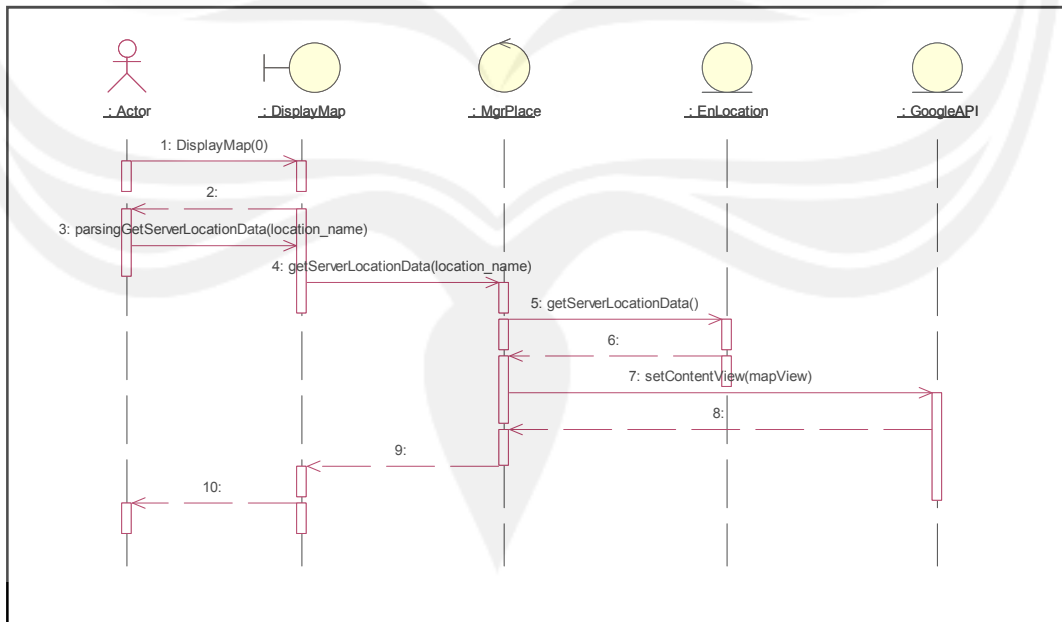 : Actor
: DisplayMap
: MgrPlace
: EnLocation
: GoogleAPI
1: DisplayMap(0)
2:
3: parsingGetServerLocationData(location_name)
4: getServerLocationData(location_name)
5: getServerLocationData()
6:
7: setContentView(mapView)
8:
9:
10: